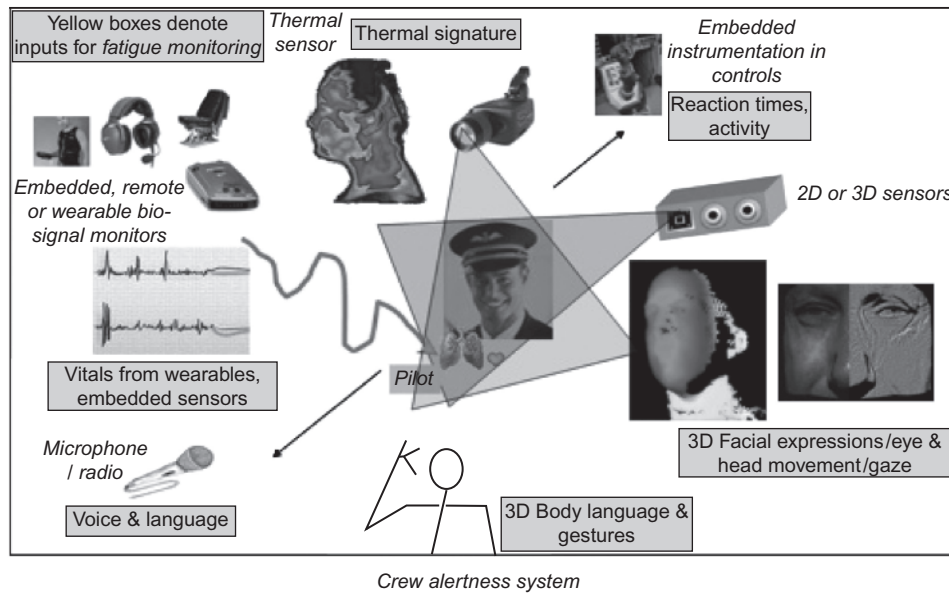 Yellow boxes denote
inputs for fatigue monitoring
Thermal
sensor
Thermal signature
Embedded
instrumentation in
controls
Reaction times,
activity
Embedded, remote
or wearable bio-
signal monitors
2D or 3D sensors
Vitals from wearables,
embedded sensors
Pilot
3D Facial expressions/eye &
head movement/gaze
Microphone
/ radio
Voice & language
3D Body language &
gestures
Crew alertness system